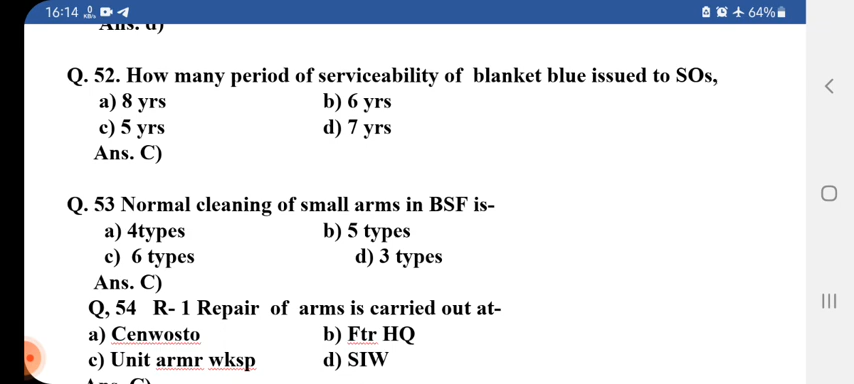 16:14 0 KB/s 64%
Ans. d)
Q. 52. How many period of serviceability of blanket blue issued to SOs,
a) 8 yrs b) 6 yrs
c) 5 yrs d) 7 yrs
Ans. C)
Q. 53 Normal cleaning of small arms in BSF is-
a) 4types b) 5 types
c) 6 types d) 3 types
Ans. C)
Q, 54 R- 1 Repair of arms is carried out at-
a) Cenwosto b) Ftr HQ
c) Unit armr wksp d) SIW
Ans. C)